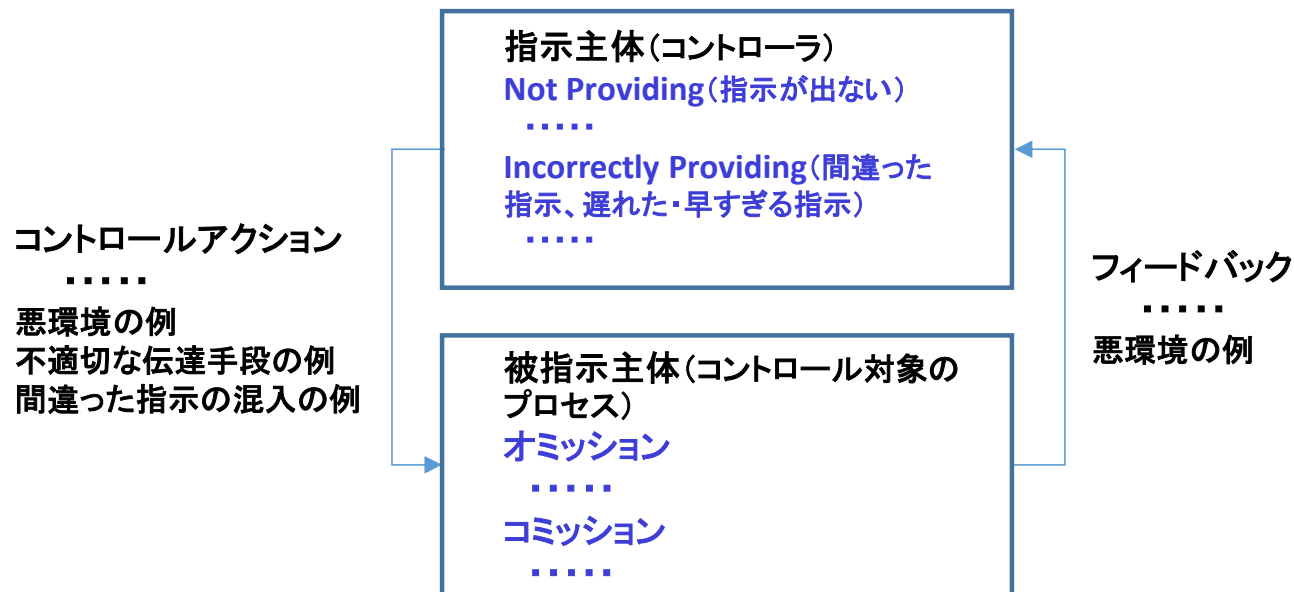 指示主体（コントローラ）
Not Providing（指示が出ない）
・・・・・
Incorrectly Providing（間違った
指示、遅れた・早すぎる指示）
・・・・・
コントロールアクション
・・・・・
悪環境の例
不適切な伝達手段の例
間違った指示の混入の例
フィードバック
・・・・・
悪環境の例
被指示主体（コントロール対象の
プロセス）
オミッション
・・・・・
コミッション
・・・・・